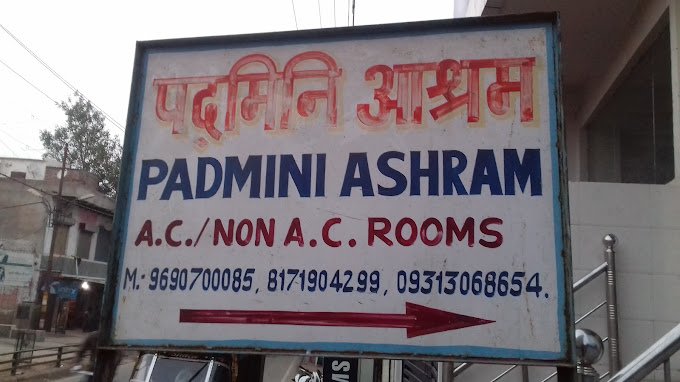 पद्मिनि आश्रम
PADMINI ASHRAM
A.C./NON A.C. ROOMS
M.:- 9690700085, 8171904299, 09313068654.